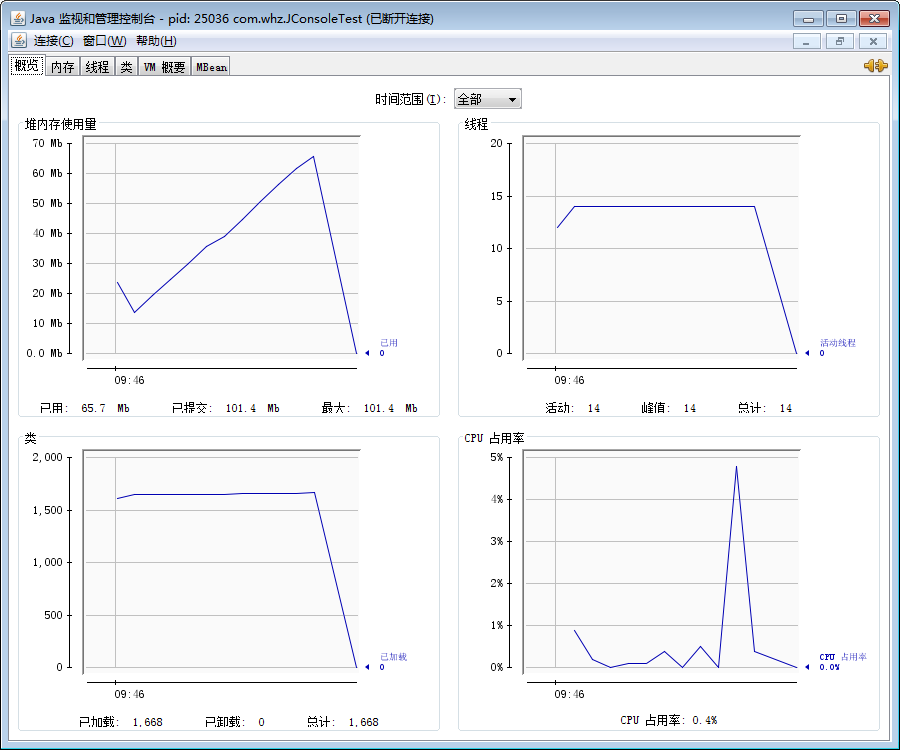 Java 监视和管理控制台 - pid: 25036 com.whz.JConsoleTest (已断开连接)
连接(C) 窗口(W) 帮助(H)
概览 内存 线程 类 VM 概要 MBean
时间范围(I): 全部
堆内存使用量
70 Mb
60 Mb
50 Mb
40 Mb
30 Mb
20 Mb
10 Mb
0.0 Mb
已用
0
09:46
已用: 65.7 Mb 已提交: 101.4 Mb 最大: 101.4 Mb
线程
20
15
10
5
0
活动线程
0
09:46
活动: 14 峰值: 14 总计: 14
类
2,000
1,500
1,000
500
0
已加载
0
09:46
已加载: 1,668 已卸载: 0 总计: 1,668
CPU 占用率
5%
4%
3%
2%
1%
0%
CPU 占用率
0.0%
09:46
CPU 占用率: 0.4%